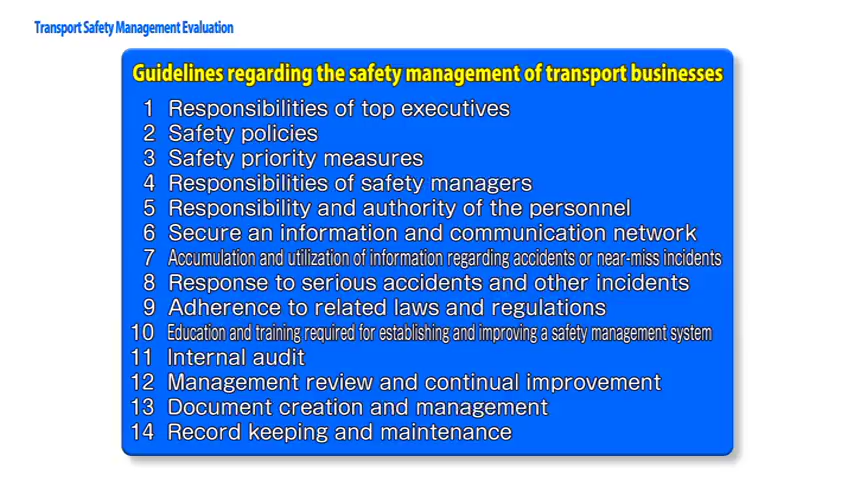 Transport Safety Management Evaluation
Guidelines regarding the safety management of transport businesses
1 Responsibilities of top executives
2 Safety policies
3 Safety priority measures
4 Responsibilities of safety managers
5 Responsibility and authority of the personnel
6 Secure an information and communication network
7 Accumulation and utilization of information regarding accidents or near-miss incidents
8 Response to serious accidents and other incidents
9 Adherence to related laws and regulations
10 Education and training required for establishing and improving a safety management system
11 Internal audit
12 Management review and continual improvement
13 Document creation and management
14 Record keeping and maintenance